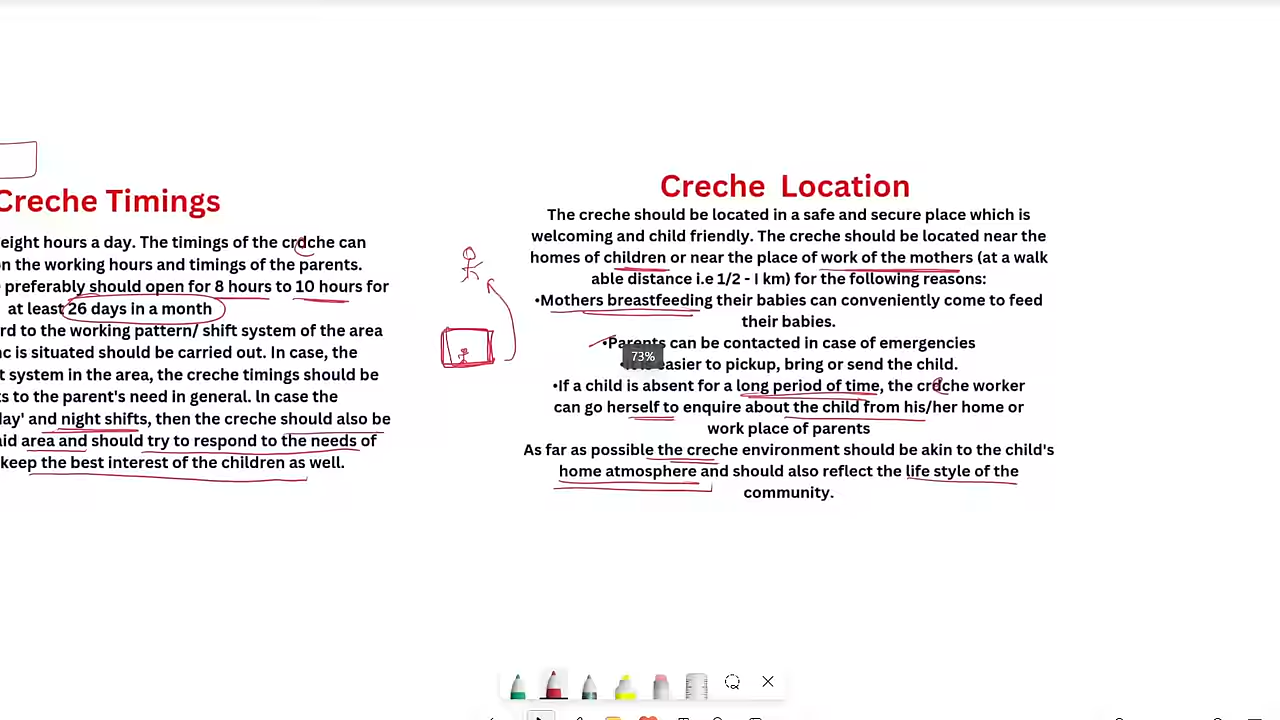 Creche Timings
eight hours a day. The timings of the creche can
on the working hours and timings of the parents.
preferably should open for 8 hours to 10 hours for
at least 26 days in a month
rd to the working pattern/ shift system of the area
c is situated should be carried out. In case, the
t system in the area, the creche timings should be
ts to the parent's need in general. In case the
day' and night shifts, then the creche should also be
aid area and should try to respond to the needs of
keep the best interest of the children as well.
Creche Location
The creche should be located in a safe and secure place which is
welcoming and child friendly. The creche should be located near the
homes of children or near the place of work of the mothers (at a walk
able distance i.e 1/2 - I km) for the following reasons:
•Mothers breastfeeding their babies can conveniently come to feed
their babies.
•Parents can be contacted in case of emergencies
easier to pickup, bring or send the child.
•If a child is absent for a long period of time, the creche worker
can go herself to enquire about the child from his/her home or
work place of parents
As far as possible the creche environment should be akin to the child's
home atmosphere and should also reflect the life style of the
community.
73%